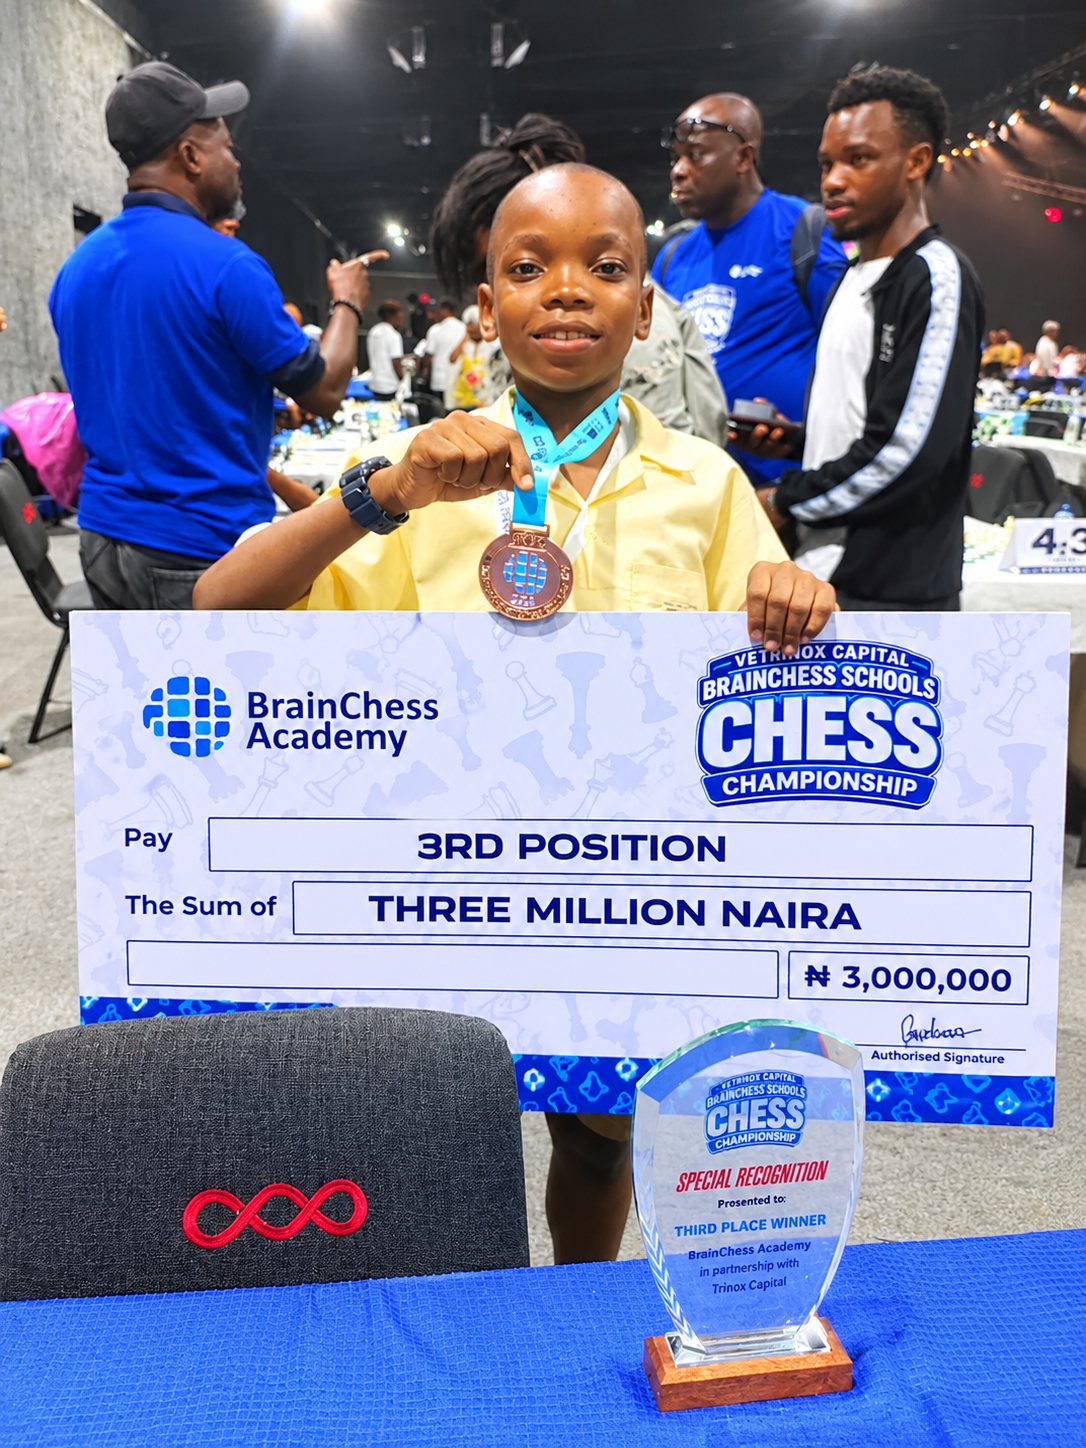 4:3
BrainChess
Academy
VETRINOX CAPITAL
BRAINCHESS SCHOOLS
CHESS
CHAMPIONSHIP
Pay
3RD POSITION
The Sum of
THREE MILLION NAIRA
₦ 3,000,000
Authorised Signature
VETRINOX CAPITAL
BRAINCHESS SCHOOLS
CHESS
CHAMPIONSHIP
SPECIAL RECOGNITION
Presented to:
THIRD PLACE WINNER
BrainChess Academy
in partnership with
Trinox Capital